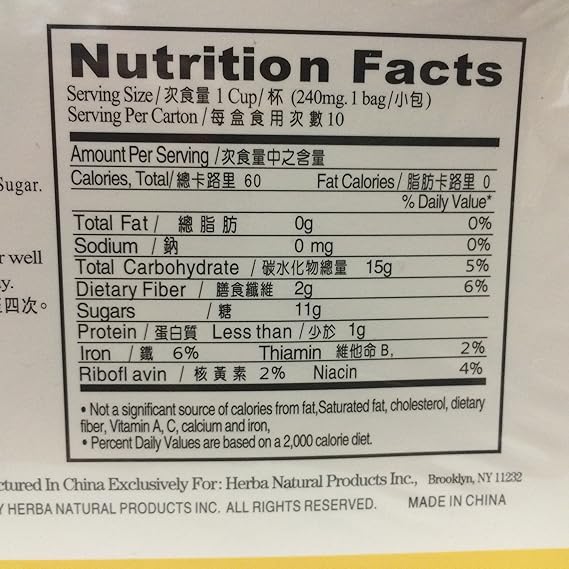 Nutrition Facts
Serving Size/次食量 1 Cup/杯 (240mg. 1 bag/小包)
Serving Per Carton/每盒食用次數10
Amount Per Serving /次食量中之含量
Calories, Total/總卡路里 60 Fat Calories/ 脂肪卡路里 0
% Daily Value*
Sugar.
Total Fat / 總脂肪 0g 0%
Sodium / 鈉 0 mg 0%
r well
Total Carbohydrate / 碳水化物總量 15g 5%
y.
Dietary Fiber / 膳食纖維 2g 6%
四次。
Sugars / 糖 11g
Protein / 蛋白質 Less than /少於 1g
Iron / 鐵 6% Thiamin 維他命 B, 2%
Ribofl avin / 核黃素 2% Niacin 4%
• Not a significant source of calories from fat,Saturated fat, cholesterol, dietary
fiber, Vitamin A, C, calcium and iron,
• Percent Daily Values are based on a 2,000 calorie diet.
ctured In China Exclusively For: Herba Natural Products Inc., Brooklyn, NY 11232
Y HERBA NATURAL PRODUCTS INC. ALL RIGHTS RESERVED. MADE IN CHINA